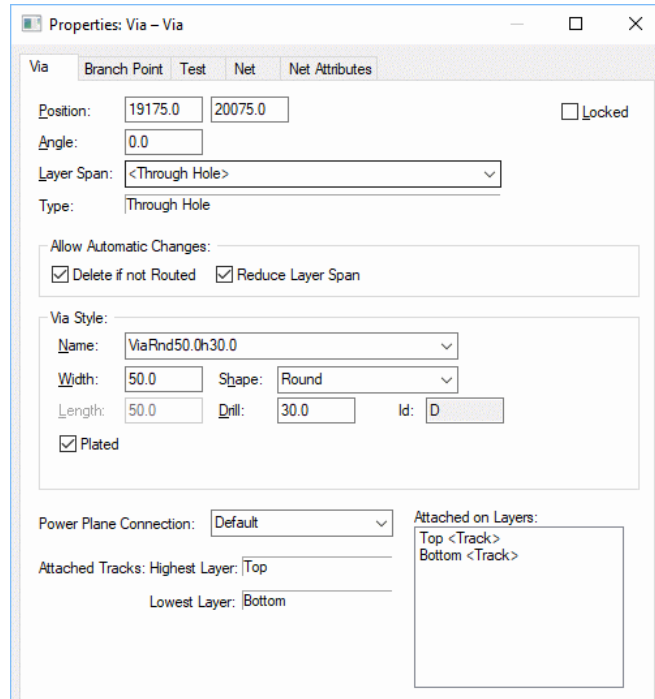 Properties: Via – Via
Via Branch Point Test Net Net Attributes
Position: 19175.0 20075.0 Locked
Angle: 0.0
Layer Span: <Through Hole>
Type: Through Hole
Allow Automatic Changes:
Delete if not Routed Reduce Layer Span
Via Style:
Name: ViaRnd50.0h30.0
Width: 50.0 Shape: Round
Length: 50.0 Drill: 30.0 Id: D
Plated
Power Plane Connection: Default
Attached on Layers:
Top <Track>
Bottom <Track>
Attached Tracks: Highest Layer: Top
Lowest Layer: Bottom